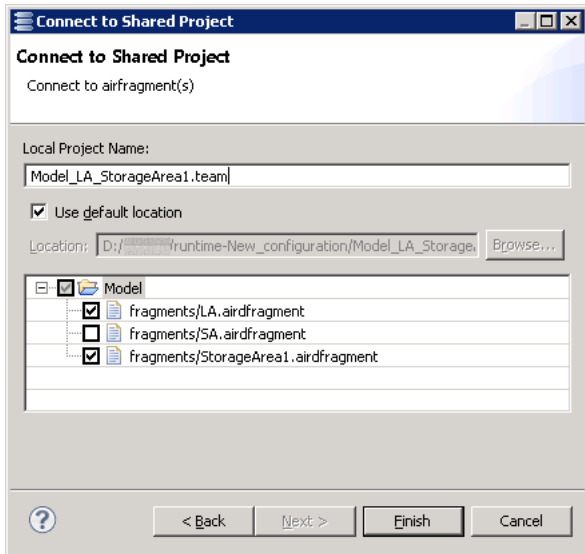 Connect to Shared Project
Connect to Shared Project
Connect to airfragment(s)
Local Project Name:
Model_LA_StorageArea1.team
Use default location
Location: D:/ /runtime-New_configuration/Model_LA_Storage. Browse...
Model
fragments/LA.airdfragment
fragments/SA.airdfragment
fragments/StorageArea1.airdfragment
< Back Next > Finish Cancel